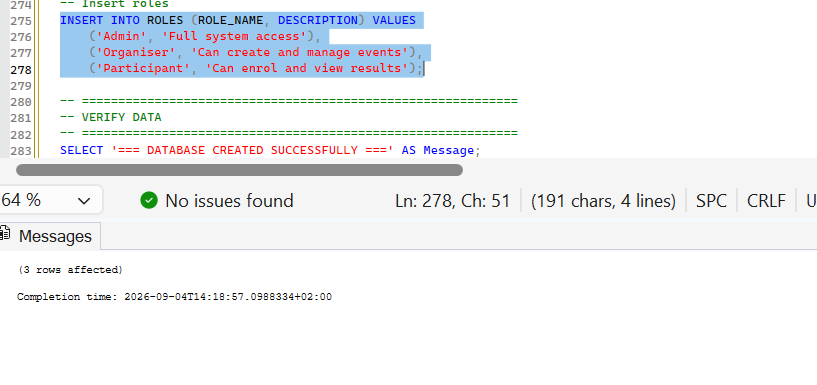 274 -- Insert roles
275 INSERT INTO ROLES (ROLE_NAME, DESCRIPTION) VALUES
276 ('Admin', 'Full system access'),
277 ('Organiser', 'Can create and manage events'),
278 ('Participant', 'Can enrol and view results');
279
280 -- ============================================================
281 -- VERIFY DATA
282 -- ============================================================
283 SELECT '=== DATABASE CREATED SUCCESSFULLY ===' AS Message;
64 % No issues found Ln: 278, Ch: 51 (191 chars, 4 lines) SPC CRLF U
Messages
(3 rows affected)
Completion time: 2026-09-04T14:18:57.0988334+02:00